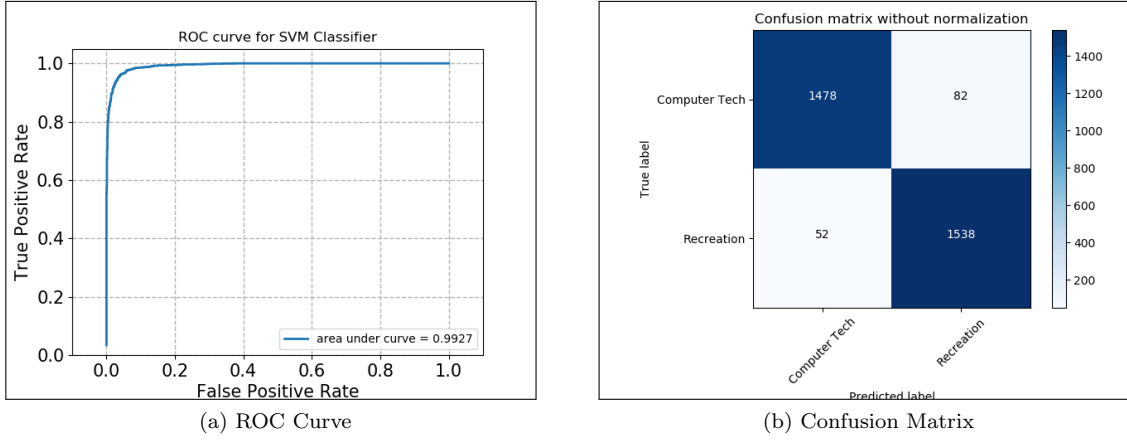 ROC curve for SVM Classifier
True Positive Rate
1.0
0.8
0.6
0.4
0.2
0.0
0.0 0.2 0.4 0.6 0.8 1.0
False Positive Rate
area under curve = 0.9927
(a) ROC Curve
Confusion matrix without normalization
True label
Computer Tech
Recreation
1478 82
52 1538
Computer Tech
Recreation
Predicted label
1400
1200
1000
800
600
400
200
(b) Confusion Matrix